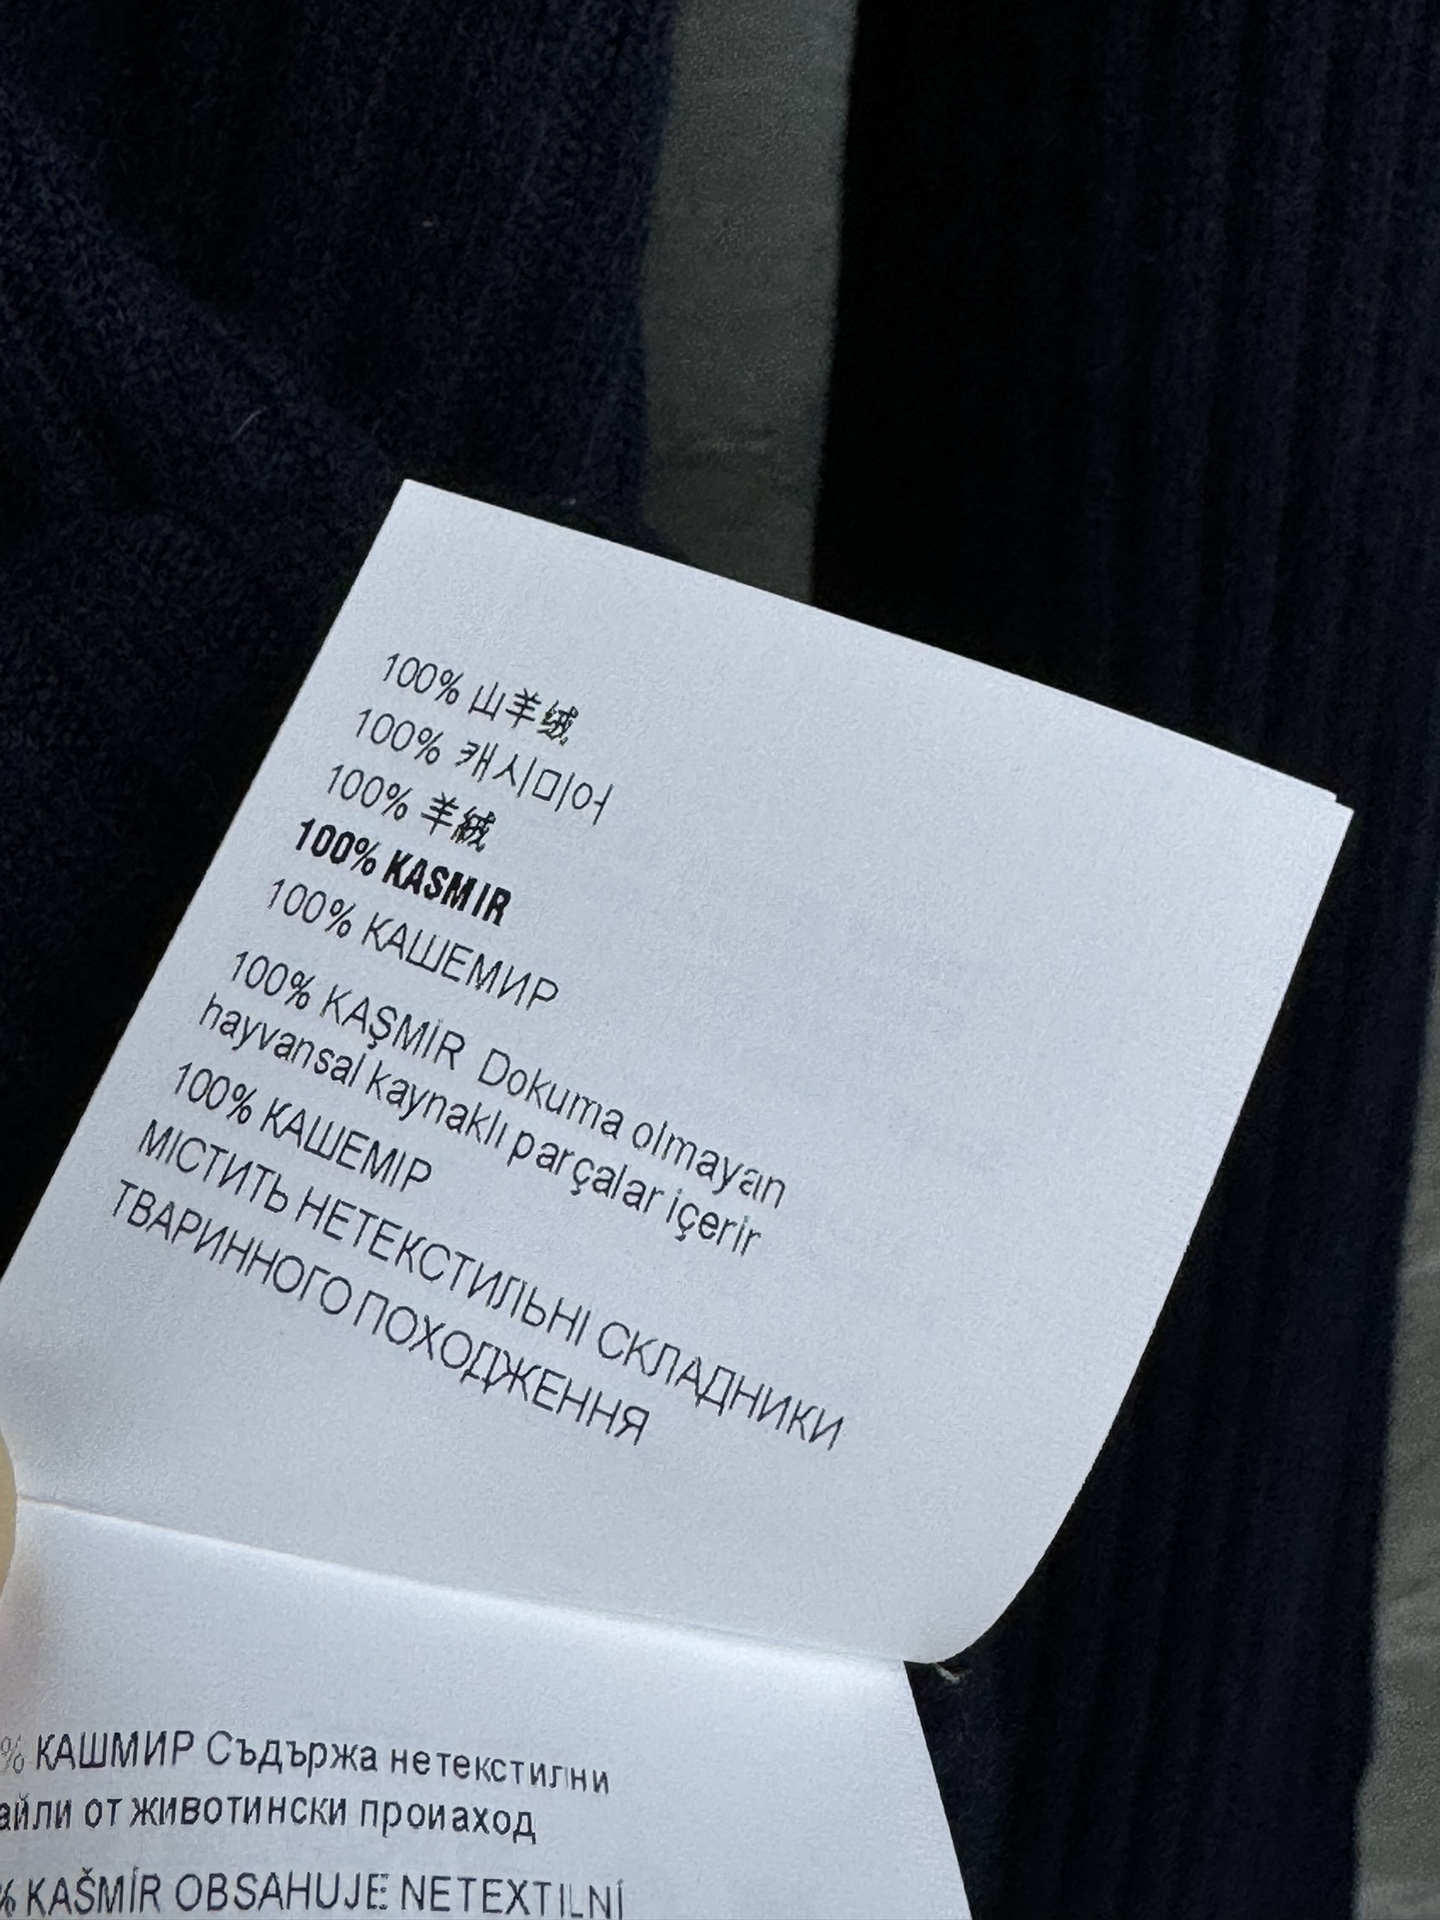 100% 山羊绒
100% 캐시미어
100% 羊絨
100% KASMIR
100% КАШЕМИР
100% KAŞMİR Dokuma olmayan
hayvansal kaynaklı parçalar içerir
100% КАШЕМІР
МІСТИТЬ НЕТЕКСТИЛЬНІ СКЛАДНИКИ
ТВАРИННОГО ПОХОДЖЕННЯ
% КАШМИР Съдържа нетекстилни
айли от животински произход
% KAŠMÍR OBSAHUJE NETEXTILNÍ